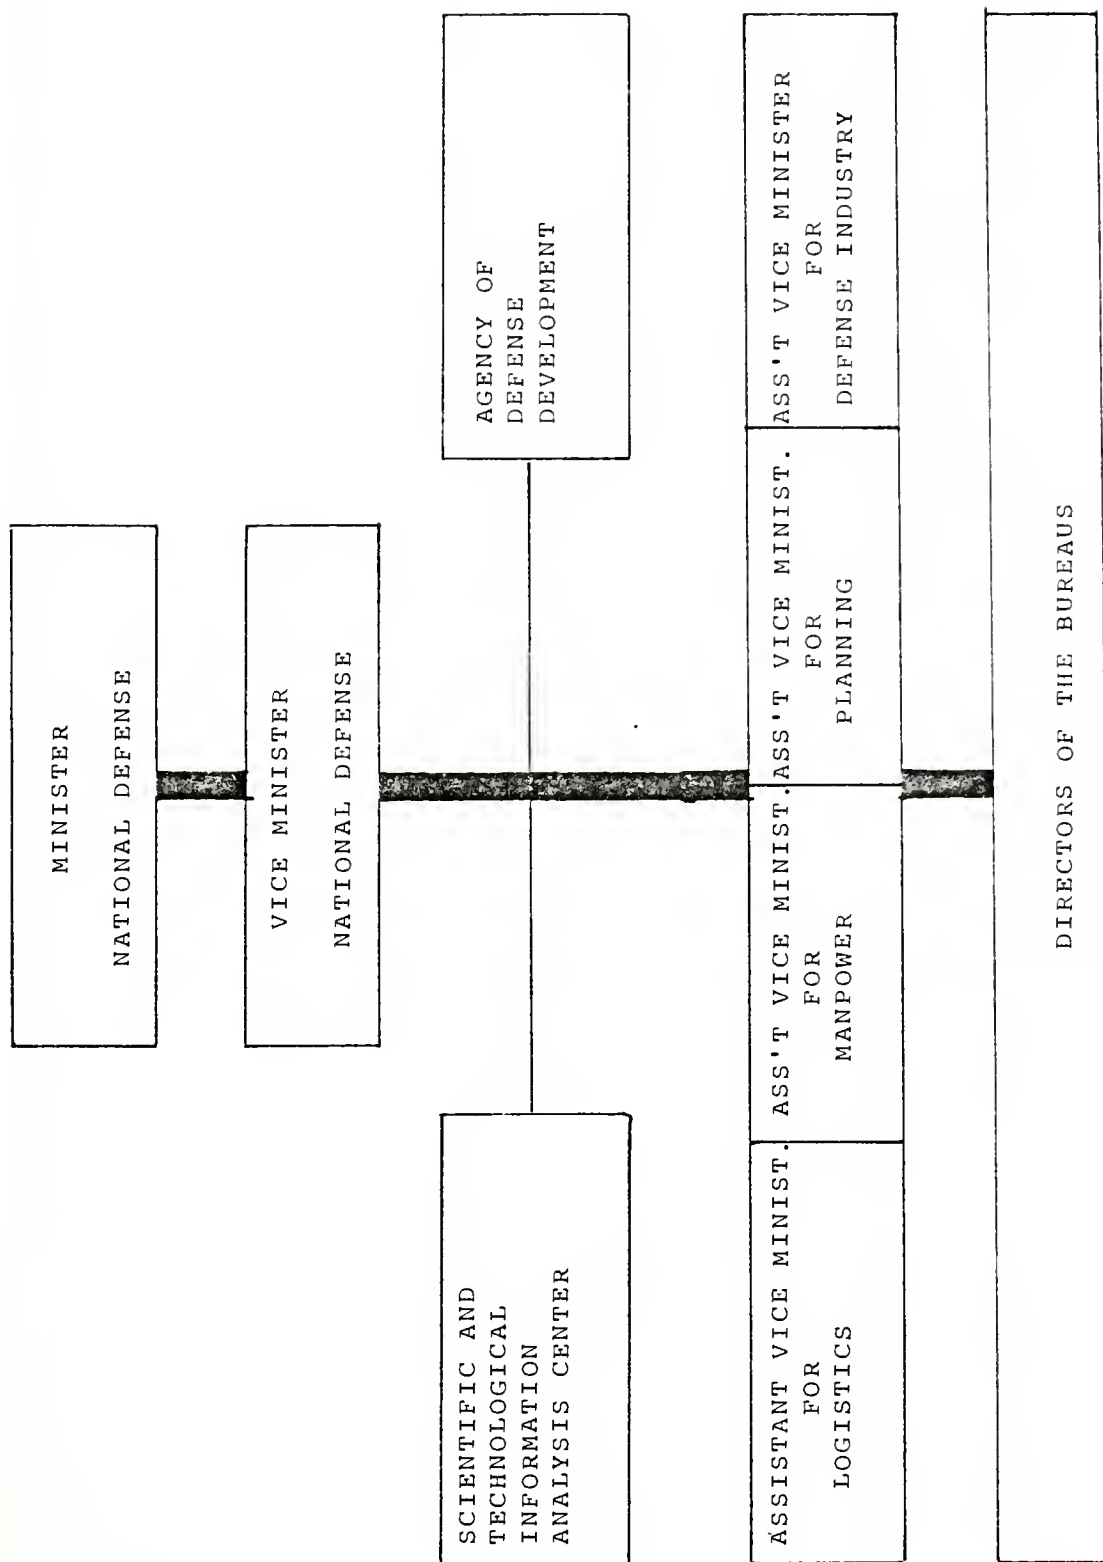 MINISTER
NATIONAL DEFENSE
VICE MINISTER
NATIONAL DEFENSE
SCIENTIFIC AND
TECHNOLOGICAL
INFORMATION
ANALYSIS CENTER
AGENCY OF
DEFENSE
DEVELOPMENT
ASSISTANT VICE MINIST.
FOR
LOGISTICS
ASS'T VICE MINIST.
FOR
MANPOWER
ASS'T VICE MINIST.
FOR
PLANNING
ASS'T VICE MINISTER
FOR
DEFENSE INDUSTRY
DIRECTORS OF THE BUREAUS